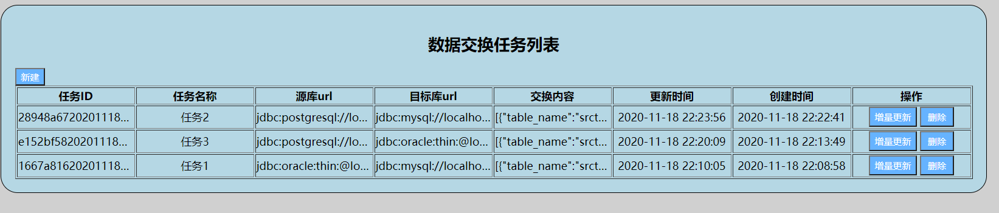 数据交换任务列表
新建
任务ID 任务名称 源库url 目标库url 交换内容 更新时间 创建时间 操作
28948a6720201118... 任务2 jdbc:postgresql://lo... jdbc:mysql://localho... [{"table_name":"srct... 2020-11-18 22:23:56 2020-11-18 22:22:41 增量更新 删除
e152bf5820201118... 任务3 jdbc:postgresql://lo... jdbc:oracle:thin:@lo... [{"table_name":"srct... 2020-11-18 22:20:09 2020-11-18 22:13:49 增量更新 删除
1667a81620201118... 任务1 jdbc:oracle:thin:@lo... jdbc:mysql://localho... [{"table_name":"srct... 2020-11-18 22:10:05 2020-11-18 22:08:58 增量更新 删除